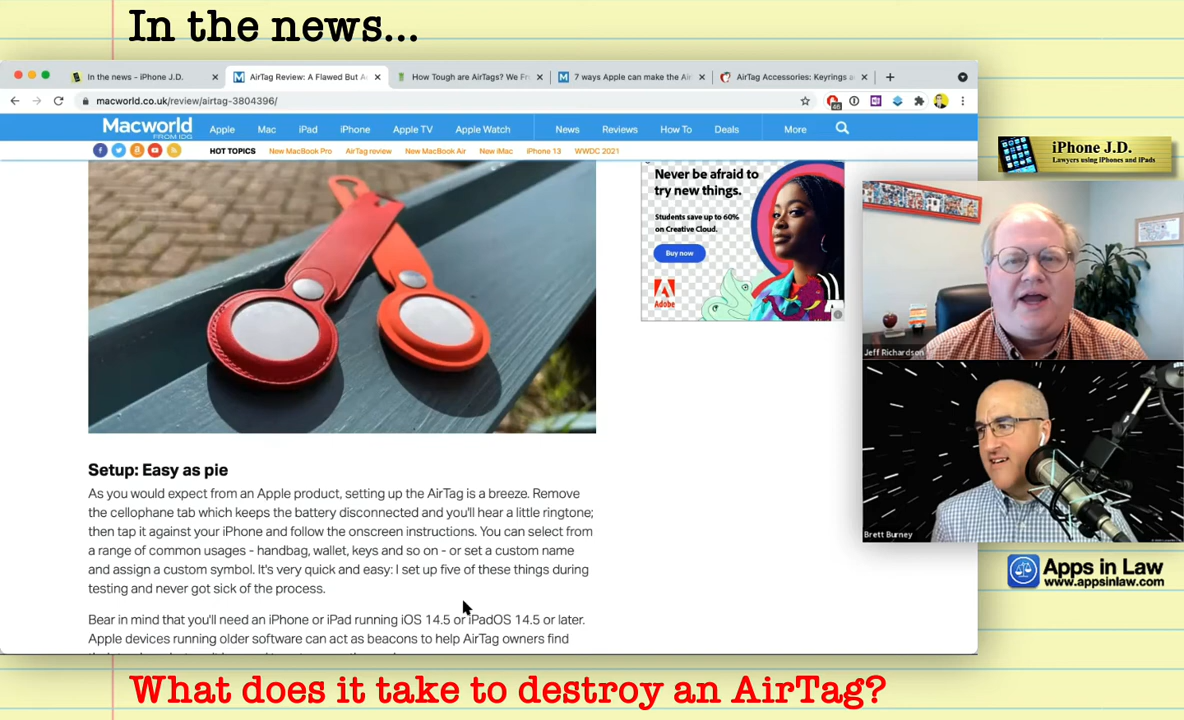 In the news...
In the news - iPhone J.D.
AirTag Review: A Flawed But A
How Tough are AirTags? We Fr
7 ways Apple can make the Air
AirTag Accessories: Keyrings a
macworld.co.uk/review/airtag-3804396/
Macworld
FROM IDG
Apple Mac iPad iPhone Apple TV Apple Watch News Reviews How To Deals More
HOT TOPICS New MacBook Pro AirTag review New MacBook Air New iMac iPhone 13 WWDC 2021
Never be afraid to
try new things.
Students save up to 60%
on Creative Cloud.
Buy now
Adobe
iPhone J.D.
Lawyers using iPhones and iPads
Jeff Richardson
Brett Burney
Apps in Law
www.appsinlaw.com
Setup: Easy as pie
As you would expect from an Apple product, setting up the AirTag is a breeze. Remove
the cellophane tab which keeps the battery disconnected and you'll hear a little ringtone;
then tap it against your iPhone and follow the onscreen instructions. You can select from
a range of common usages - handbag, wallet, keys and so on - or set a custom name
and assign a custom symbol. It's very quick and easy: I set up five of these things during
testing and never got sick of the process.
Bear in mind that you'll need an iPhone or iPad running iOS 14.5 or iPadOS 14.5 or later.
Apple devices running older software can act as beacons to help AirTag owners find
What does it take to destroy an AirTag?